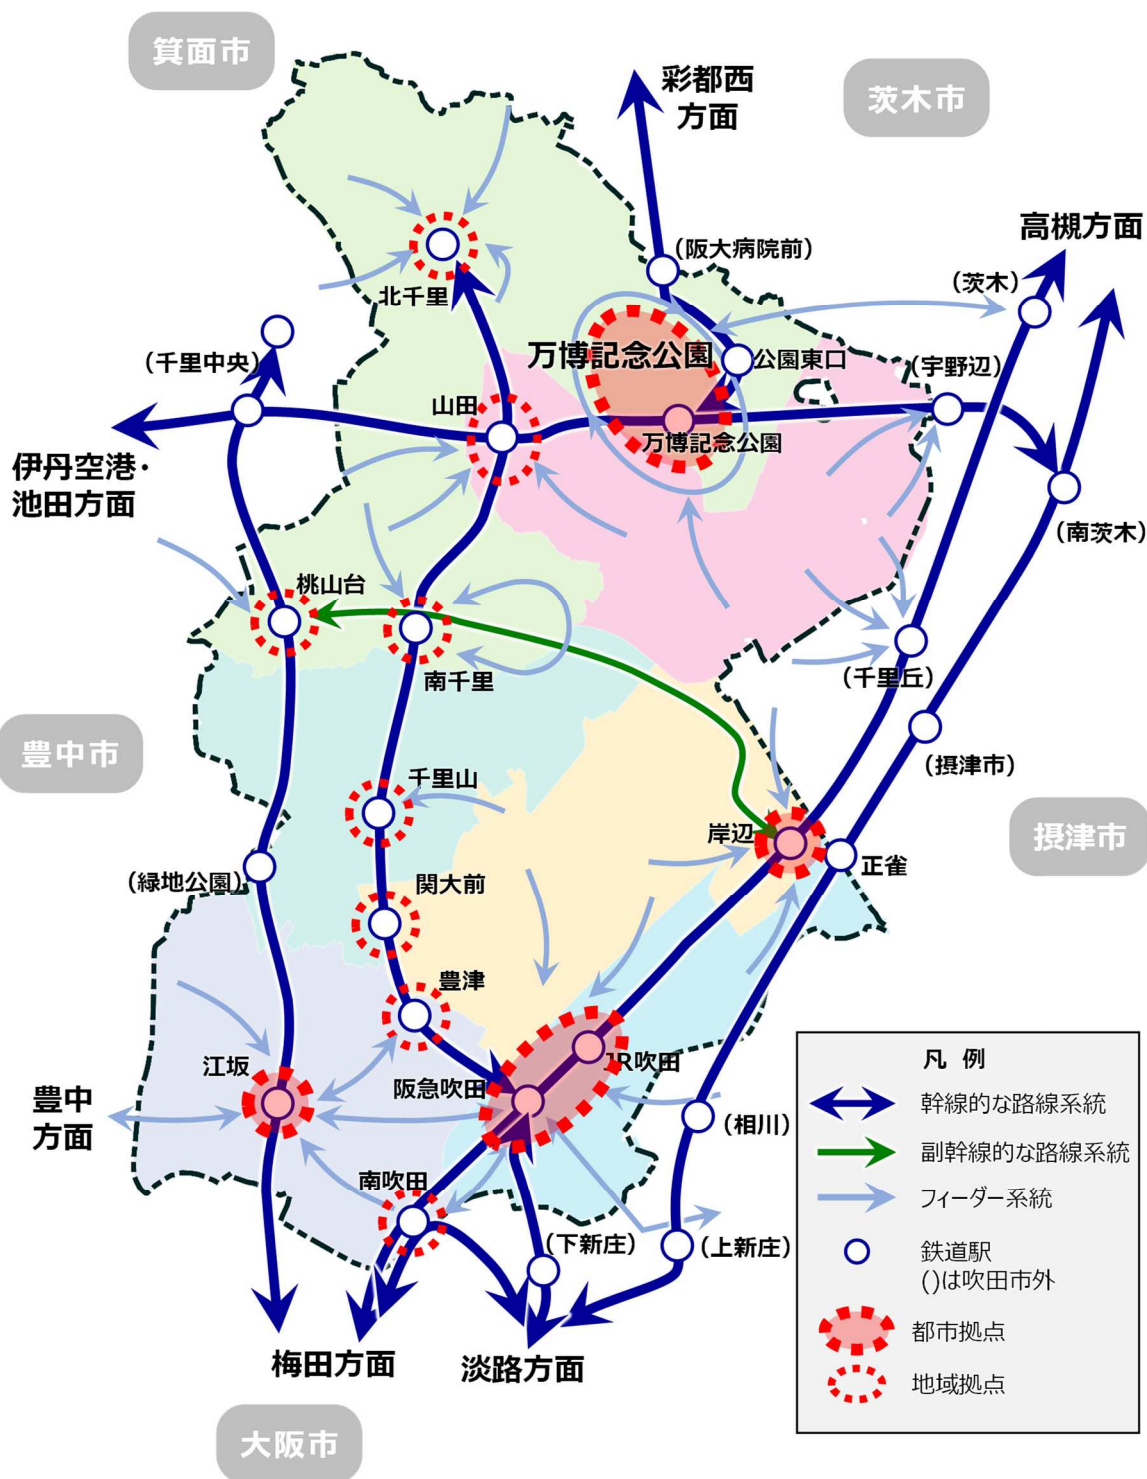 箕面市
彩都西
方面
茨木市
高槻方面
(阪大病院前)
(茨木)
北千里
万博記念公園
公園東口
(千里中央)
(宇野辺)
山田
万博記念公園
伊丹空港・
池田方面
(南茨木)
桃山台
南千里
(千里丘)
豊中市
(摂津市)
千里山
岸辺
摂津市
正雀
(緑地公園)
関大前
豊津
江坂
JR吹田
阪急吹田
豊中
方面
(相川)
南吹田
(下新庄)
(上新庄)
梅田方面
淡路方面
大阪市
凡 例
幹線的な路線系統
副幹線的な路線系統
フィーダー系統
鉄道駅
()は吹田市外
都市拠点
地域拠点